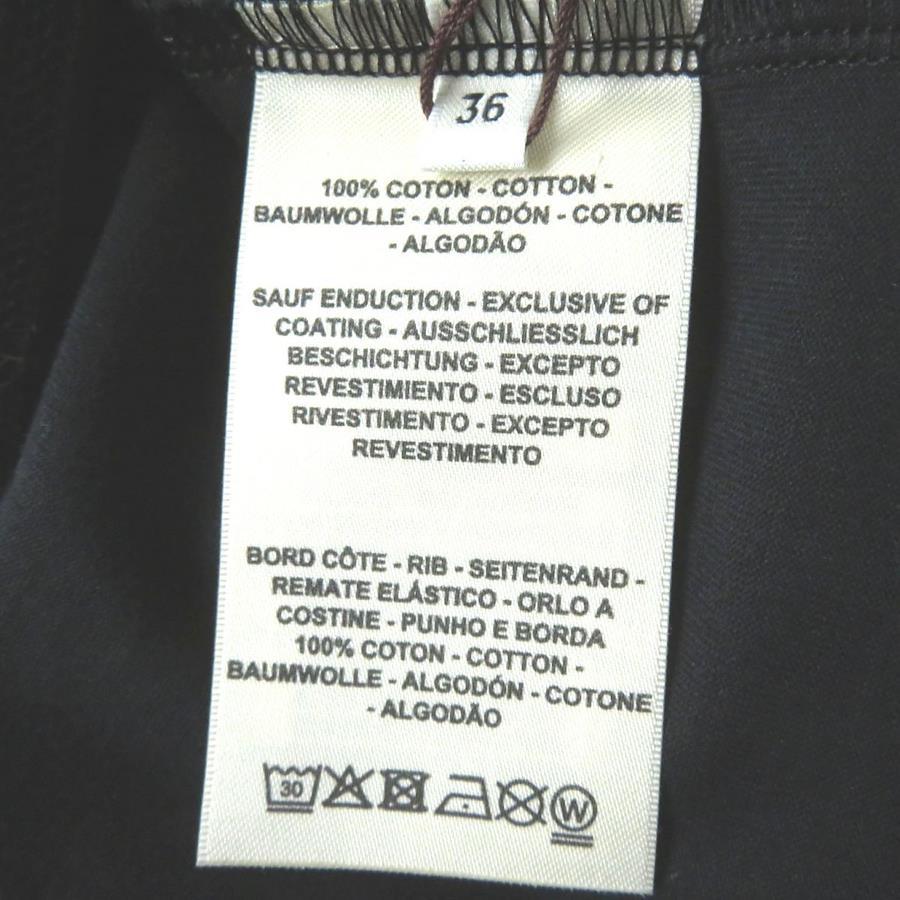 36
100% COTON - COTTON -
BAUMWOLLE - ALGODÓN - COTONE
- ALGODÃO
SAUF ENDUCTION - EXCLUSIVE OF
COATING - AUSSCHLIESSLICH
BESCHICHTUNG - EXCEPTO
REVESTIMIENTO - ESCLUSO
RIVESTIMENTO - EXCEPTO
REVESTIMENTO
BORD CÔTE - RIB - SEITENRAND -
REMATE ELÁSTICO - ORLO A
COSTINE - PUNHO E BORDA
100% COTON - COTTON -
BAUMWOLLE - ALGODÓN - COTONE
- ALGODÃO
30 W